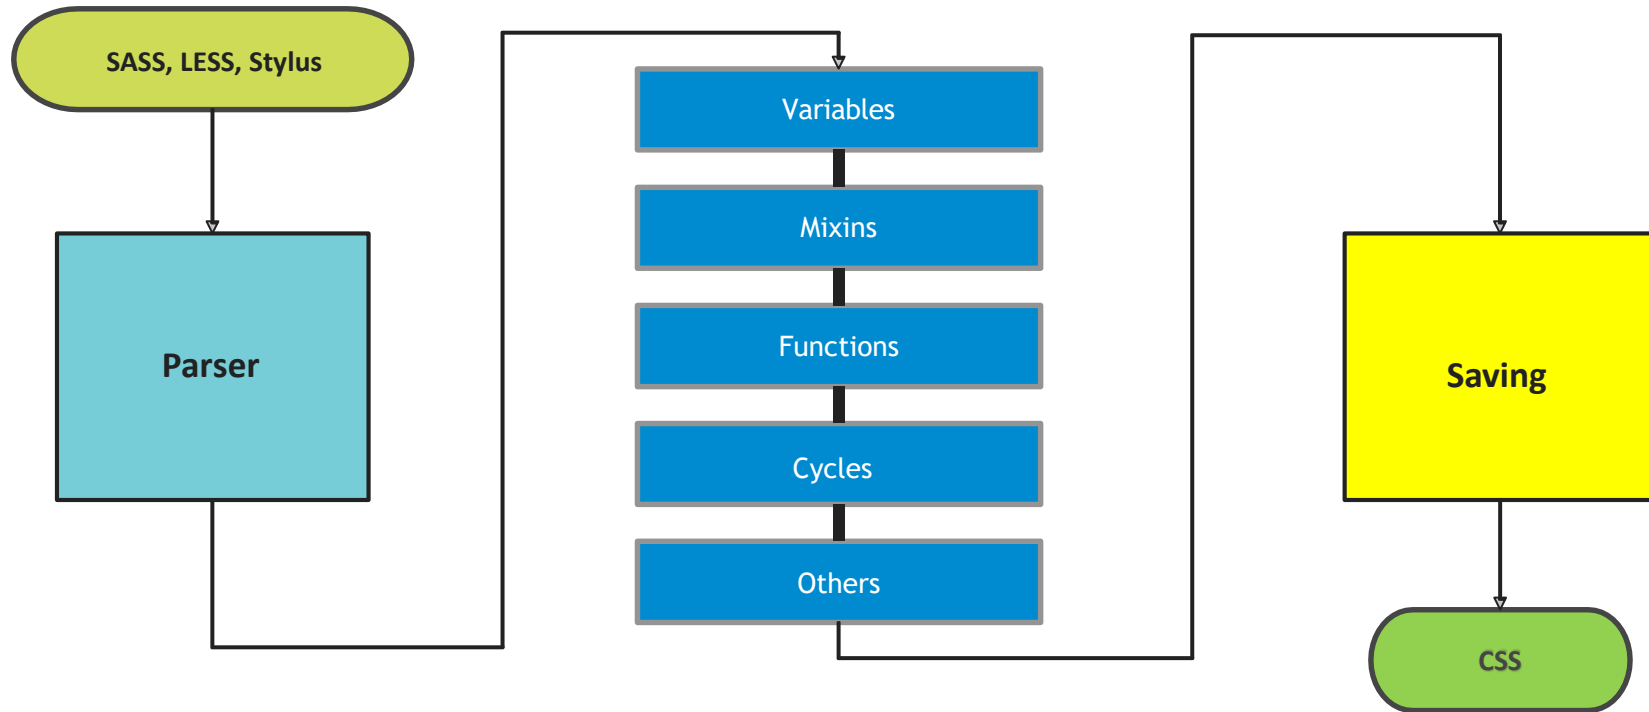 SASS, LESS, Stylus
Parser
Variables
Mixins
Functions
Cycles
Others
Saving
CSS